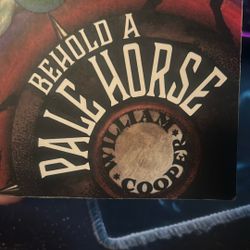 BEHOLD A
PALE HORSE
WILLIAM
COOPER